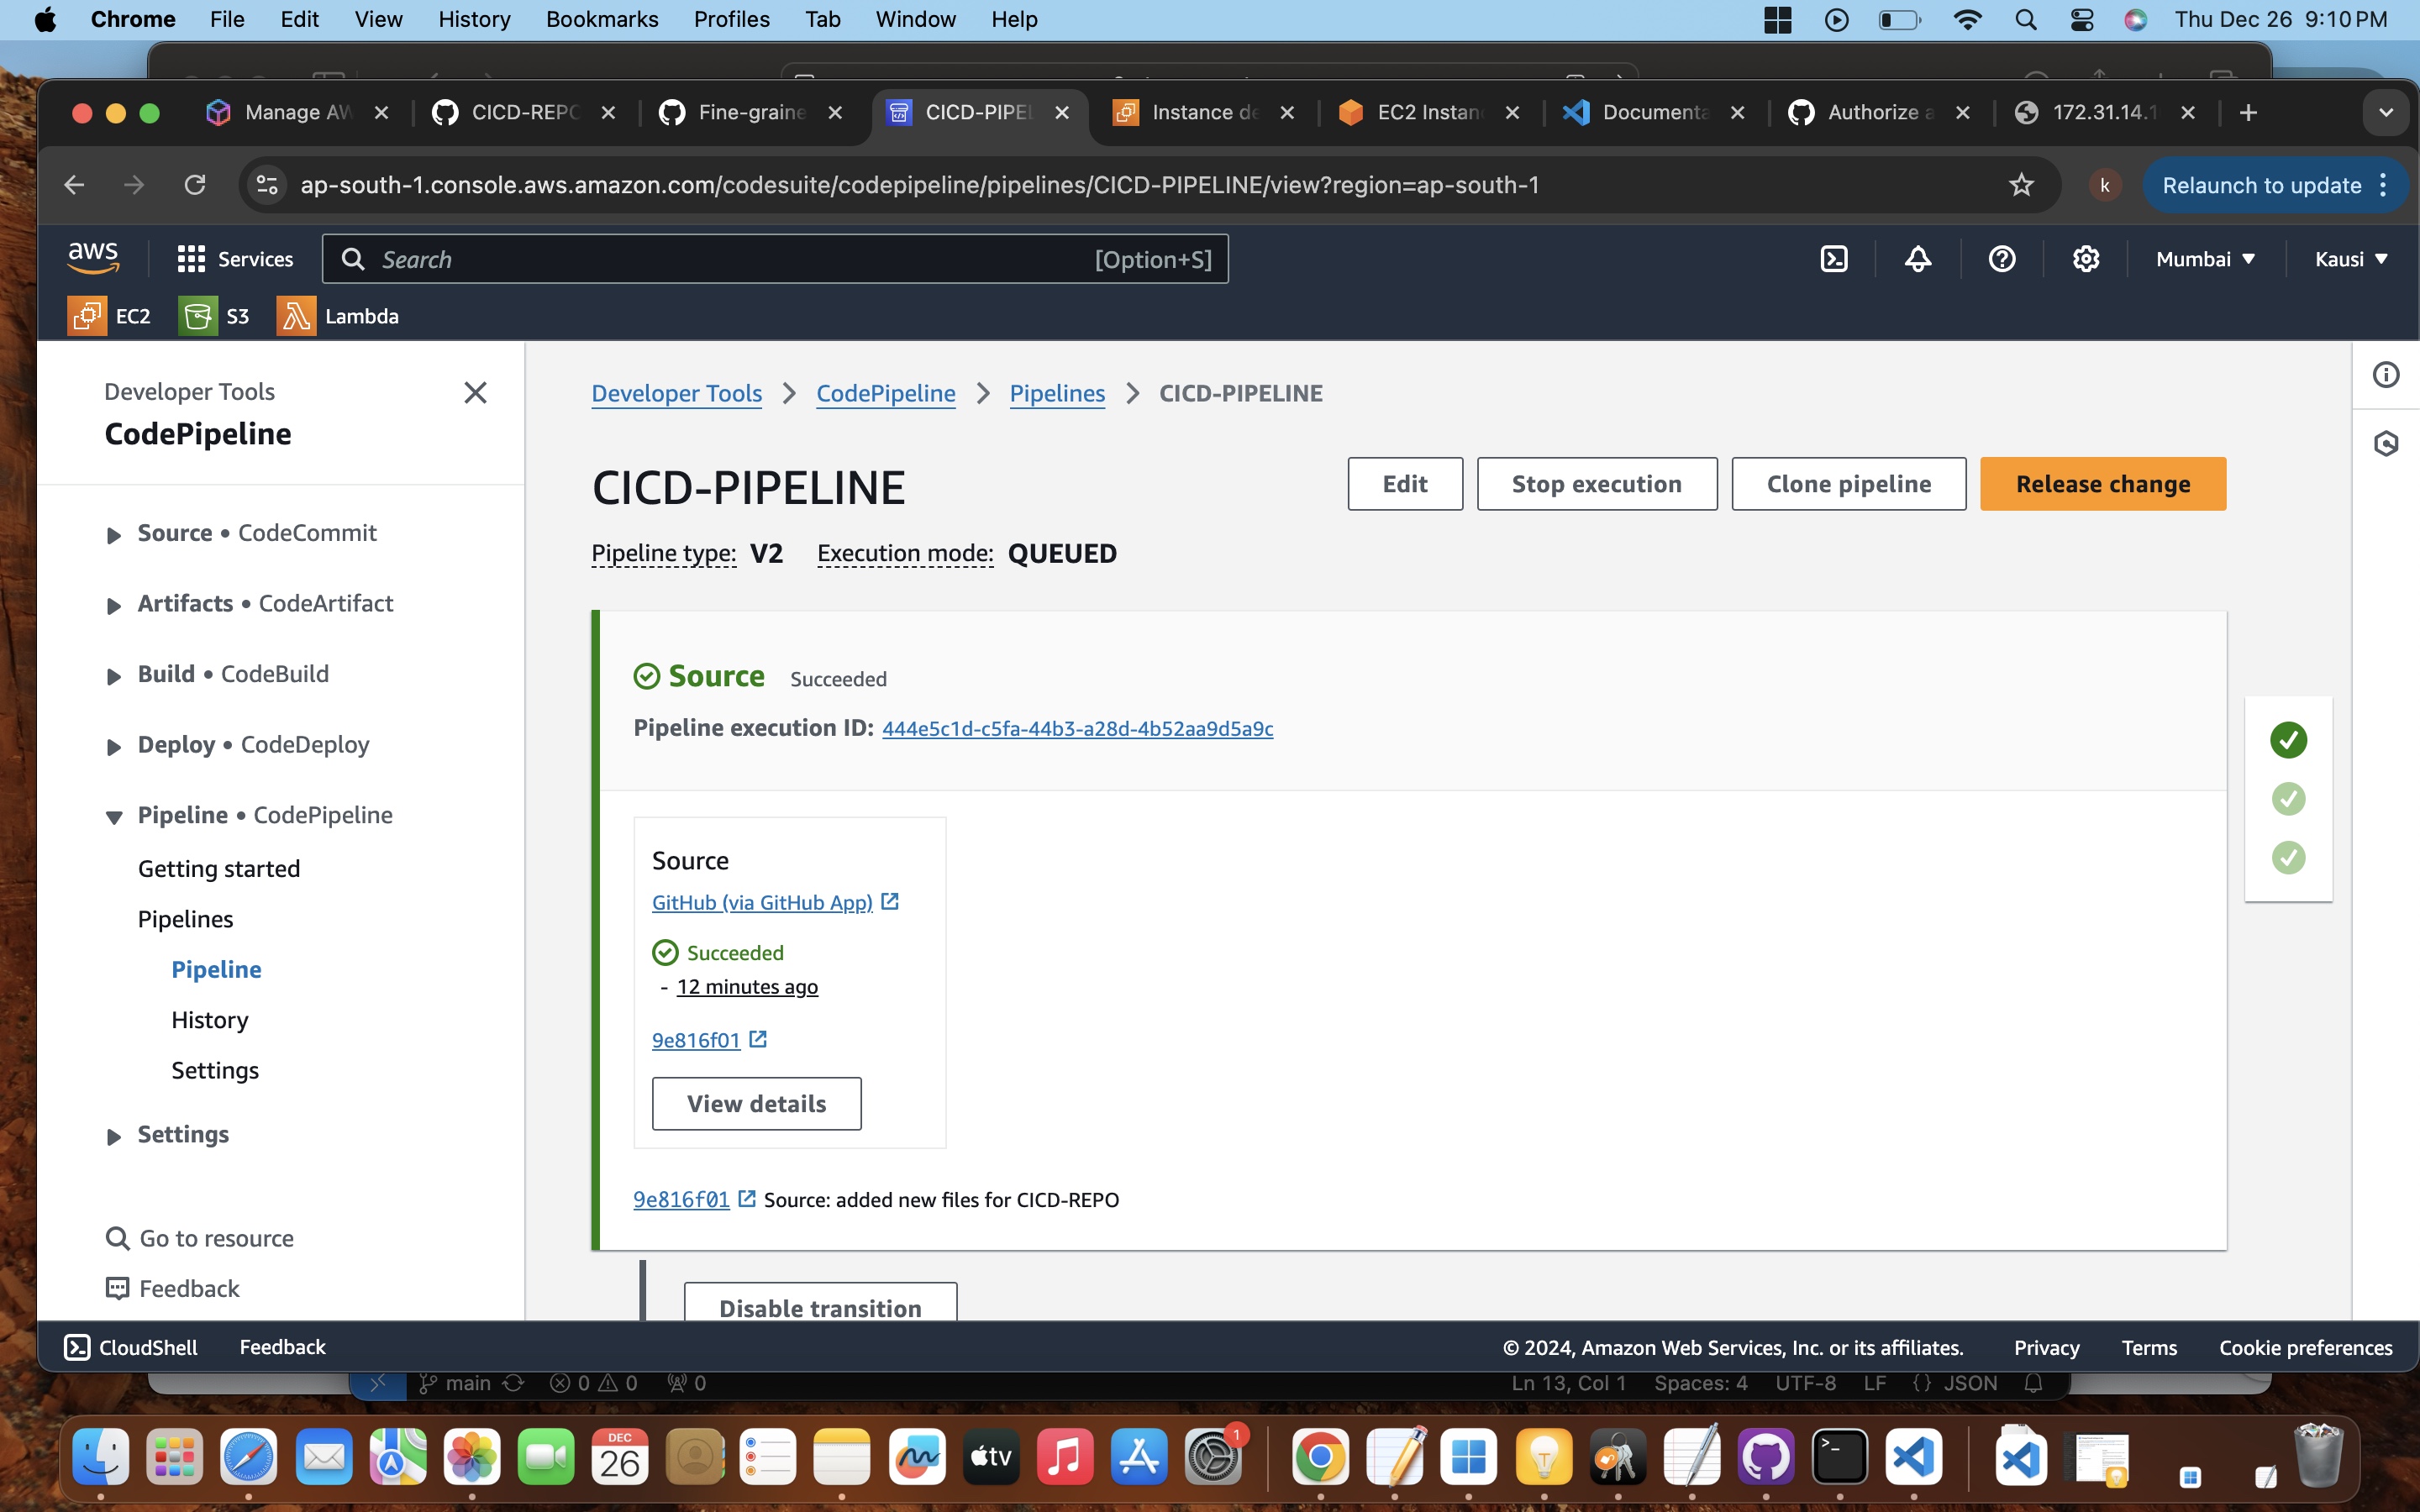 Chrome File Edit View History Bookmarks Profiles Tab Window Help Thu Dec 26 9:10 PM
Manage AW CICD-REPO Fine-graine CICD-PIPEL Instance de EC2 Instan Documenta Authorize a 172.31.14.1
ap-south-1.console.aws.amazon.com/codesuite/codepipeline/pipelines/CICD-PIPELINE/view?region=ap-south-1 k Relaunch to update
aws Services Search [Option+S] Mumbai Kausi
EC2 S3 Lambda
Developer Tools
CodePipeline
Source • CodeCommit
Artifacts • CodeArtifact
Build • CodeBuild
Deploy • CodeDeploy
Pipeline • CodePipeline
Getting started
Pipelines
Pipeline
History
Settings
Settings
Go to resource
Feedback
Developer Tools > CodePipeline > Pipelines > CICD-PIPELINE
CICD-PIPELINE Edit Stop execution Clone pipeline Release change
Pipeline type: V2 Execution mode: QUEUED
Source Succeeded
Pipeline execution ID: 444e5c1d-c5fa-44b3-a28d-4b52aa9d5a9c
Source
GitHub (via GitHub App)
Succeeded
- 12 minutes ago
9e816f01
View details
9e816f01 Source: added new files for CICD-REPO
Disable transition
CloudShell Feedback © 2024, Amazon Web Services, Inc. or its affiliates. Privacy Terms Cookie preferences
main 0 0 0 Ln 13, Col 1 Spaces: 4 UTF-8 LF {} JSON
DEC
26
tv
1